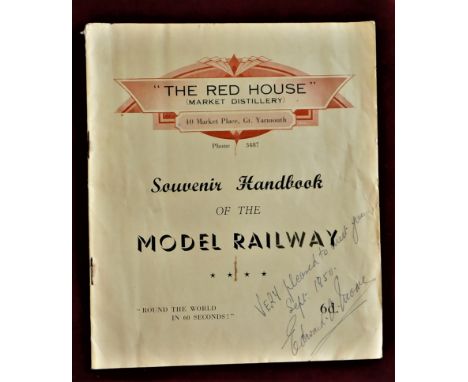 "THE RED HOUSE"
(MARKET DISTILLERY)
40 Market Place, Gt. Yarmouth
Phone 3487
Souvenir Handbook
OF THE
MODEL RAILWAY
★ ★ ★ ★
"ROUND THE WORLD
IN 60 SECONDS!"
6d.
VERY pleased to meet you
Sept 1950.
Edward